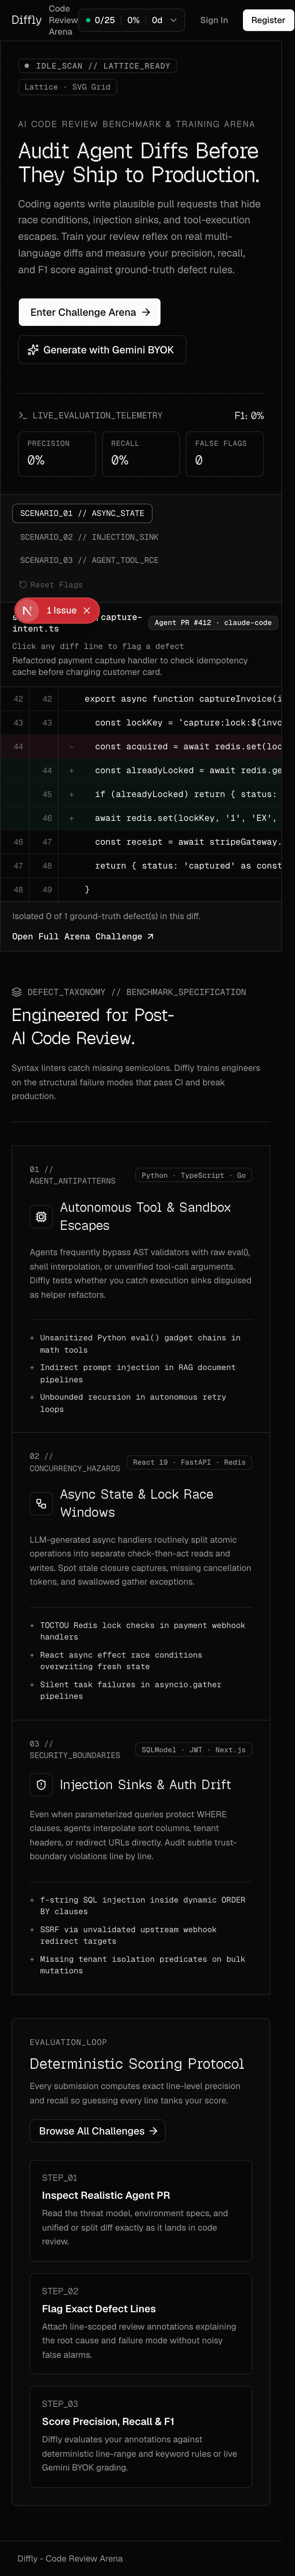 Diffly
Code
Review
Arena
0/25 0% 0d
Sign In
Register
IDLE_SCAN // LATTICE_READY
Lattice · SVG Grid
AI CODE REVIEW BENCHMARK & TRAINING ARENA
Audit Agent Diffs Before
They Ship to Production.
Coding agents write plausible pull requests that hide
race conditions, injection sinks, and tool-execution
escapes. Train your review reflex on real multi-
language diffs and measure your precision, recall,
and F1 score against ground-truth defect rules.
Enter Challenge Arena →
Generate with Gemini BYOK
LIVE_EVALUATION_TELEMETRY
F1: 0%
PRECISION
0%
RECALL
0%
FALSE FLAGS
0
SCENARIO_01 // ASYNC_STATE
SCENARIO_02 // INJECTION_SINK
SCENARIO_03 // AGENT_TOOL_RCE
Reset Flags
N 1 Issue ×
capture-
intent.ts
Agent PR #412 · claude-code
Click any diff line to flag a defect
Refactored payment capture handler to check idempotency
cache before charging customer card.
42 42 export async function captureInvoice(i
43 43 const lockKey = `capture:lock:${invo
44 - const acquired = await redis.set(loc
44 + const alreadyLocked = await redis.ge
45 + if (alreadyLocked) return { status:
46 + await redis.set(lockKey, '1', 'EX',
46 47 const receipt = await stripeGateway.
47 48 return { status: 'captured' as const
48 49 }
Isolated 0 of 1 ground-truth defect(s) in this diff.
Open Full Arena Challenge ↗
DEFECT_TAXONOMY // BENCHMARK_SPECIFICATION
Engineered for Post-
AI Code Review.
Syntax linters catch missing semicolons. Diffly trains engineers
on the structural failure modes that pass CI and break
production.
01 //
AGENT_ANTIPATTERNS
Python · TypeScript · Go
Autonomous Tool & Sandbox
Escapes
Agents frequently bypass AST validators with raw eval(),
shell interpolation, or unverified tool-call arguments.
Diffly tests whether you catch execution sinks disguised
as helper refactors.
+ Unsanitized Python eval() gadget chains in
math tools
+ Indirect prompt injection in RAG document
pipelines
+ Unbounded recursion in autonomous retry
loops
02 //
CONCURRENCY_HAZARDS
React 19 · FastAPI · Redis
Async State & Lock Race
Windows
LLM-generated async handlers routinely split atomic
operations into separate check-then-act reads and
writes. Spot stale closure captures, missing cancellation
tokens, and swallowed gather exceptions.
+ TOCTOU Redis lock checks in payment webhook
handlers
+ React async effect race conditions
overwriting fresh state
+ Silent task failures in asyncio.gather
pipelines
03 //
SECURITY_BOUNDARIES
SQLModel · JWT · Next.js
Injection Sinks & Auth Drift
Even when parameterized queries protect WHERE
clauses, agents interpolate sort columns, tenant
headers, or redirect URLs directly. Audit subtle trust-
boundary violations line by line.
+ f-string SQL injection inside dynamic ORDER
BY clauses
+ SSRF via unvalidated upstream webhook
redirect targets
+ Missing tenant isolation predicates on bulk
mutations
EVALUATION_LOOP
Deterministic Scoring Protocol
Every submission computes exact line-level precision
and recall so guessing every line tanks your score.
Browse All Challenges →
STEP_01
Inspect Realistic Agent PR
Read the threat model, environment specs, and
unified or split diff exactly as it lands in code
review.
STEP_02
Flag Exact Defect Lines
Attach line-scoped review annotations explaining
the root cause and failure mode without noisy
false alarms.
STEP_03
Score Precision, Recall & F1
Diffly evaluates your annotations against
deterministic line-range and keyword rules or live
Gemini BYOK grading.
Diffly - Code Review Arena